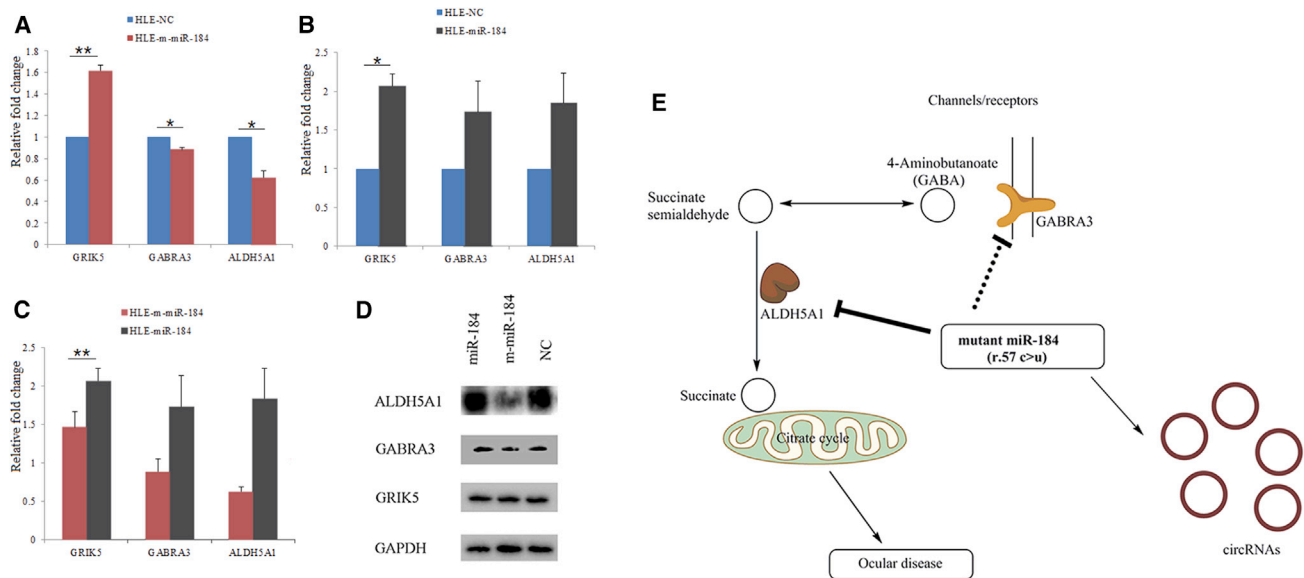 A
HLE-NC
HLE-m-miR-184
Relative fold change
1.8
1.6
1.4
1.2
1
0.8
0.6
0.4
0.2
0
**
*
*
GRIK5
GABRA3
ALDH5A1
B
HLE-NC
HLE-miR-184
Relative fold change
2.5
2
1.5
1
0.5
0
*
GRIK5
GABRA3
ALDH5A1
C
HLE-m-miR-184
HLE-miR-184
Relative fold change
2.5
2
1.5
1
0.5
0
**
GRIK5
GABRA3
ALDH5A1
D
miR-184
m-miR-184
NC
ALDH5A1
GABRA3
GRIK5
GAPDH
E
Channels/receptors
4-Aminobutanoate
(GABA)
Succinate
semialdehyde
GABRA3
ALDH5A1
mutant miR-184
(r.57 c>u)
Succinate
Citrate cycle
Ocular disease
circRNAs